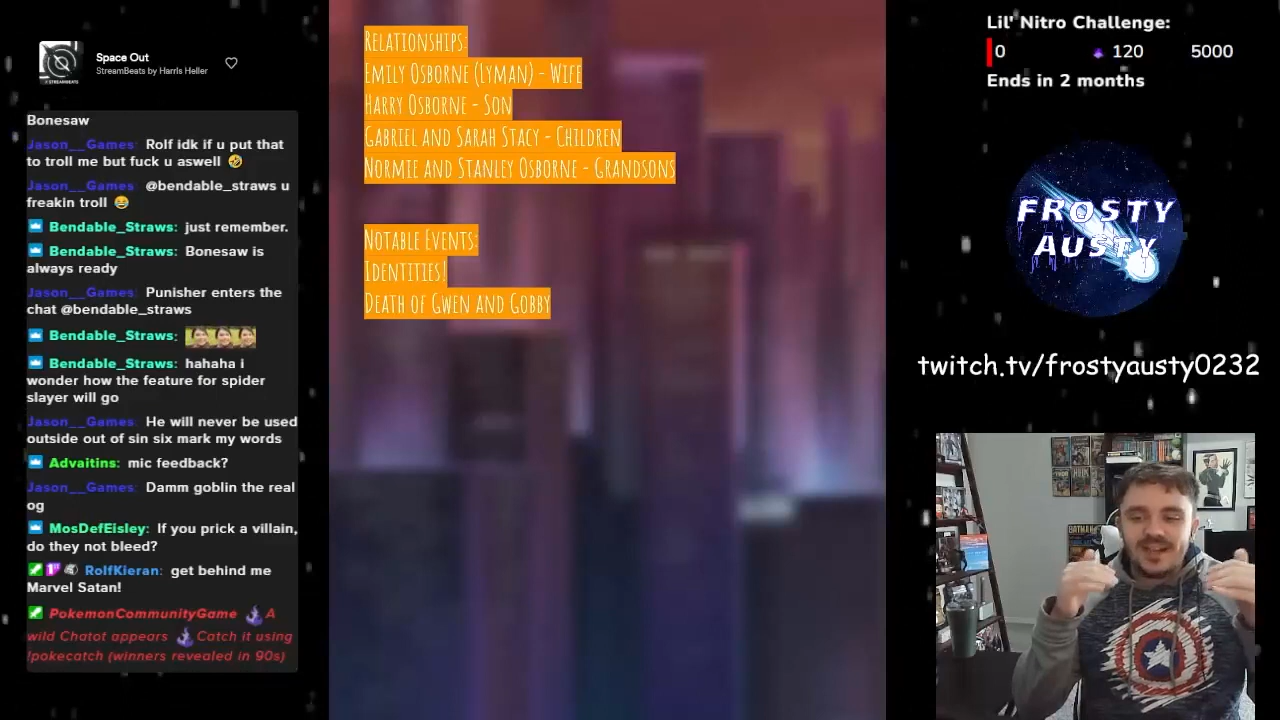 Space Out
StreamBeats by Harris Heller
Bonesaw
Jason__Games: Rolf idk if u put that
to troll me but fuck u aswell 🤣
Jason__Games: @bendable_straws u
freakin troll 😂
Bendable_Straws: just remember.
Bendable_Straws: Bonesaw is
always ready
Jason__Games: Punisher enters the
chat @bendable_straws
Bendable_Straws:
Bendable_Straws: hahaha i
wonder how the feature for spider
slayer will go
Jason__Games: He will never be used
outside out of sin six mark my words
Advaitins: mic feedback?
Jason__Games: Damm goblin the real
og
MosDefEisley: If you prick a villain,
do they not bleed?
RolfKieran: get behind me
Marvel Satan!
PokemonCommunityGame A
wild Chatot appears Catch it using
!pokecatch (winners revealed in 90s)
Relationships:
Emily Osborne (Lyman) - Wife
Harry Osborne - Son
Gabriel and Sarah Stacy - Children
Normie and Stanley Osborne - Grandsons
Notable Events:
Identities!
Death of Gwen and Gobby
Lil' Nitro Challenge:
0 120 5000
Ends in 2 months
FROSTY
AUSTY
twitch.tv/frostyausty0232